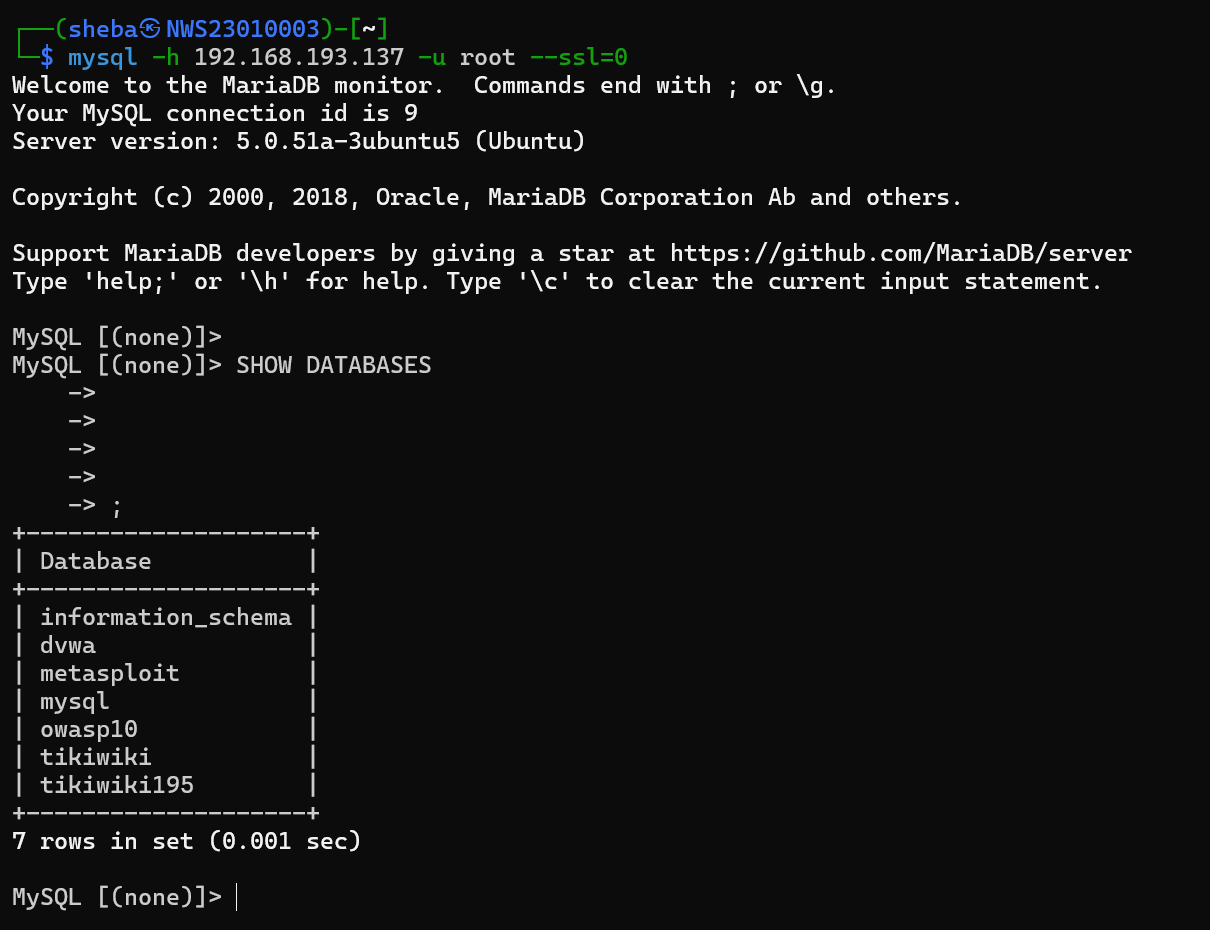 ┌──(sheba㉿NWS23010003)-[~]
└─$ mysql -h 192.168.193.137 -u root --ssl=0
Welcome to the MariaDB monitor.  Commands end with ; or \g.
Your MySQL connection id is 9
Server version: 5.0.51a-3ubuntu5 (Ubuntu)

Copyright (c) 2000, 2018, Oracle, MariaDB Corporation Ab and others.

Support MariaDB developers by giving a star at https://github.com/MariaDB/server
Type 'help;' or '\h' for help. Type '\c' to clear the current input statement.

MySQL [(none)]>
MySQL [(none)]> SHOW DATABASES
    ->
    ->
    ->
    ->
    -> ;
+--------------------+
| Database           |
+--------------------+
| information_schema |
| dvwa               |
| metasploit         |
| mysql              |
| owasp10            |
| tikiwiki           |
| tikiwiki195        |
+--------------------+
7 rows in set (0.001 sec)

MySQL [(none)]>